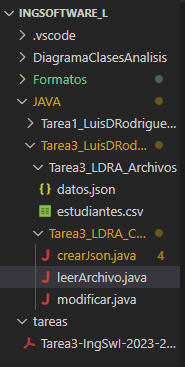 INGSOFTWARE_L
.vscode
DiagramaClasesAnalisis
Formatos
JAVA
Tarea1_LuisDRodrigue...
Tarea3_LuisDRod...
Tarea3_LDRA_Archivos
datos.json
estudiantes.csv
Tarea3_LDRA_C...
crearJson.java 4
leerArchivo.java
modificar.java
tareas
Tarea3-IngSwI-2023-2...